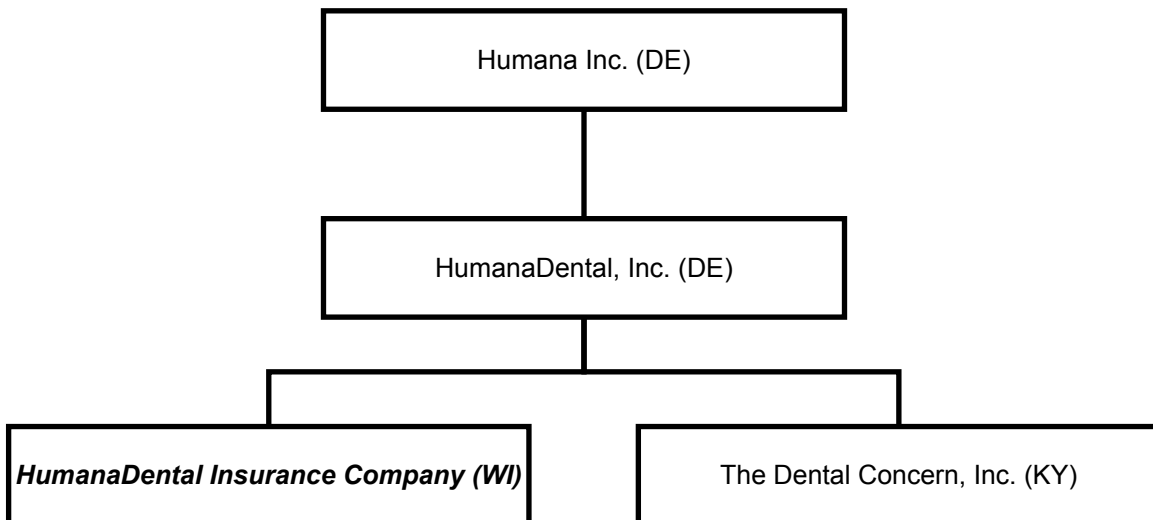 Humana Inc. (DE)
HumanaDental, Inc. (DE)
HumanaDental Insurance Company (WI)
The Dental Concern, Inc. (KY)